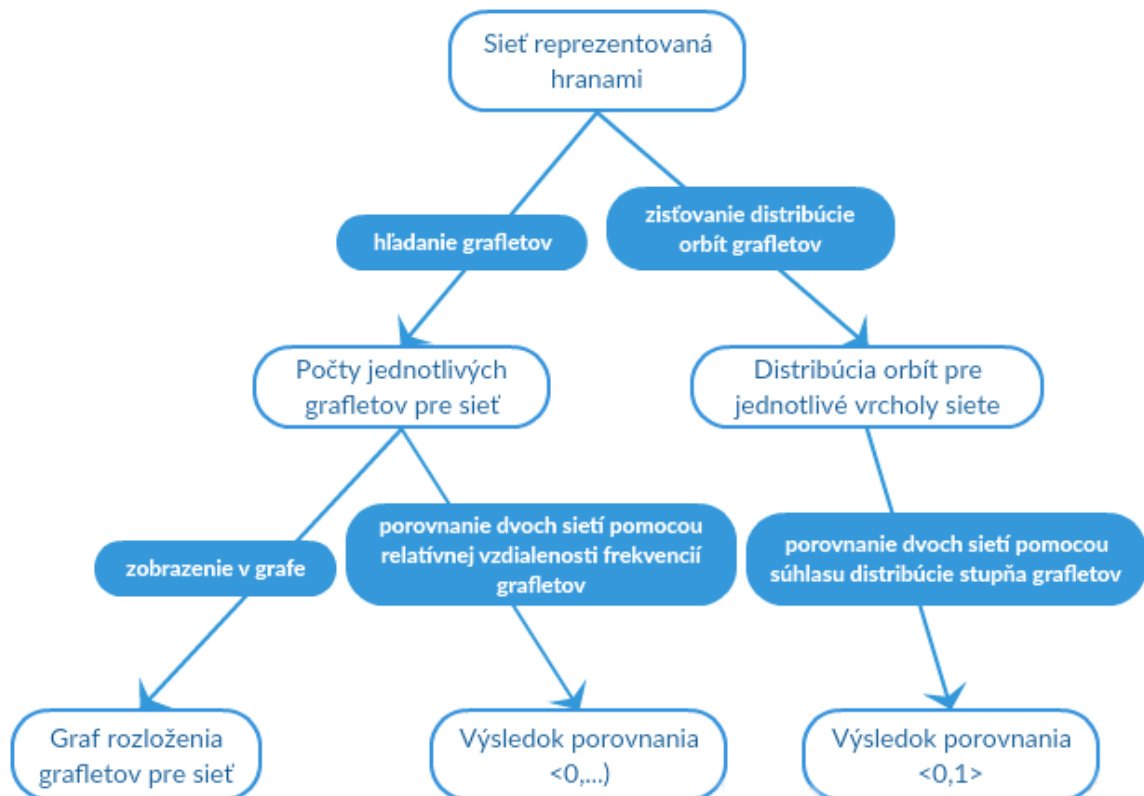 Sieť reprezentovaná
hranami
hľadanie grafletov
zisťovanie distribúcie
orbít grafletov
Počty jednotlivých
grafletov pre sieť
Distribúcia orbít pre
jednotlivé vrcholy siete
zobrazenie v grafe
porovnanie dvoch sietí pomocou
relatívnej vzdialenosti frekvencií
grafletov
porovnanie dvoch sietí pomocou
súhlasu distribúcie stupňa grafletov
Graf rozloženia
grafletov pre sieť
Výsledok porovnania
<0,...)
Výsledok porovnania
<0,1>